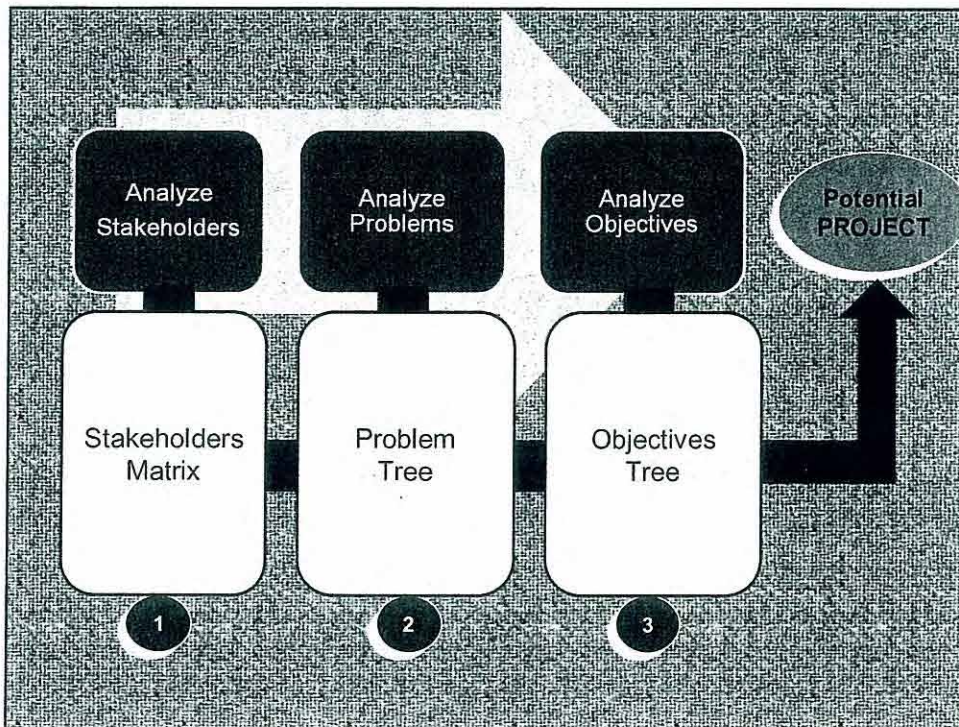 Analyze
Stakeholders
Analyze
Problems
Analyze
Objectives
Potential
PROJECT
Stakeholders
Matrix
Problem
Tree
Objectives
Tree
1
2
3